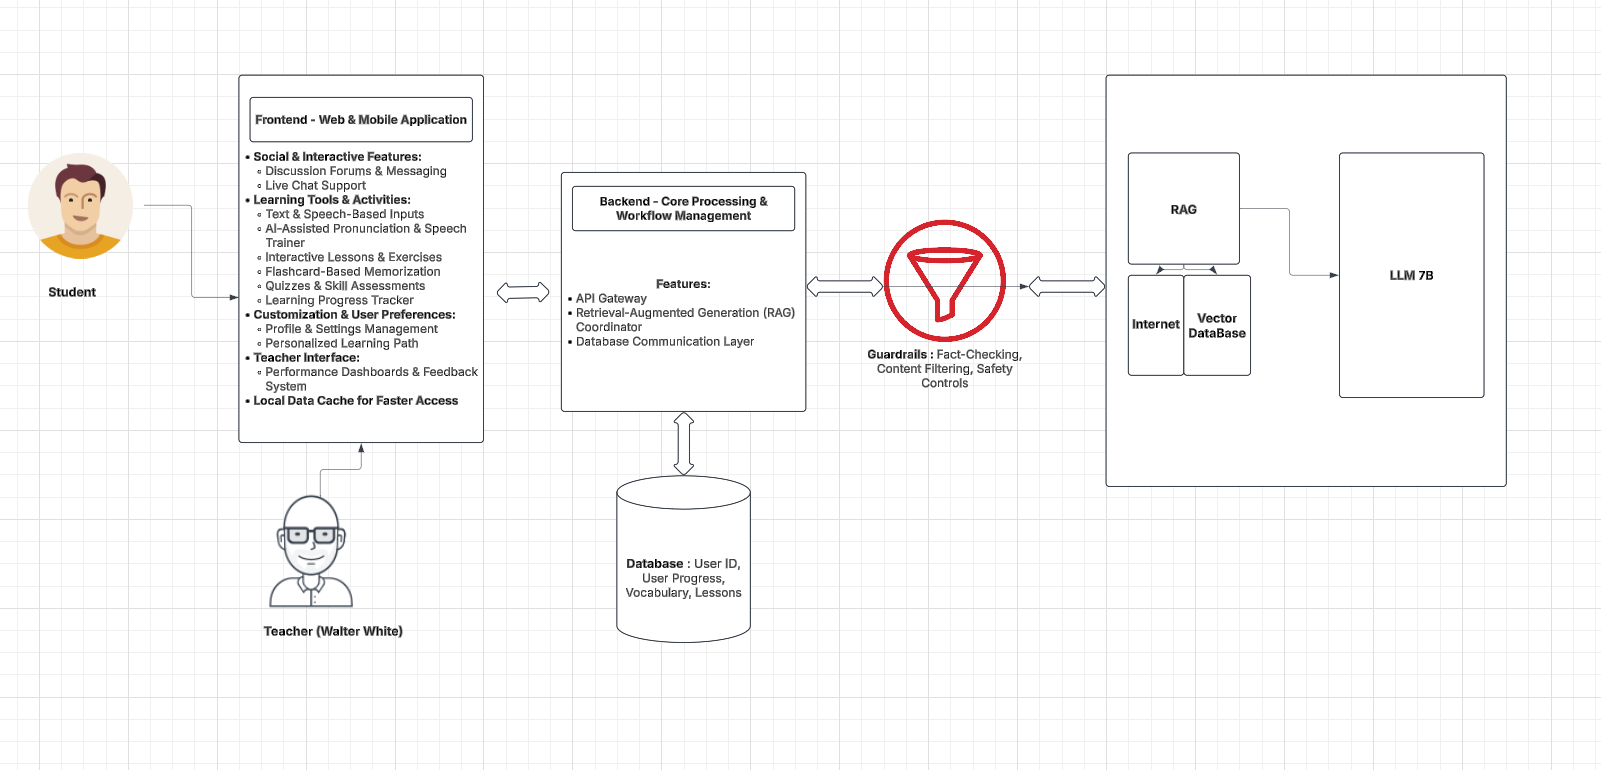 Frontend - Web & Mobile Application
▪ Social & Interactive Features:
◦ Discussion Forums & Messaging
◦ Live Chat Support
▪ Learning Tools & Activities:
◦ Text & Speech-Based Inputs
◦ AI-Assisted Pronunciation & Speech
Trainer
◦ Interactive Lessons & Exercises
◦ Flashcard-Based Memorization
◦ Quizzes & Skill Assessments
◦ Learning Progress Tracker
▪ Customization & User Preferences:
◦ Profile & Settings Management
◦ Personalized Learning Path
▪ Teacher Interface:
◦ Performance Dashboards & Feedback
System
▪ Local Data Cache for Faster Access
Student
Teacher (Walter White)
Backend - Core Processing &
Workflow Management
Features:
▪ API Gateway
▪ Retrieval-Augmented Generation (RAG)
Coordinator
▪ Database Communication Layer
Database : User ID,
User Progress,
Vocabulary, Lessons
Guardrails : Fact-Checking,
Content Filtering, Safety
Controls
RAG
Internet
Vector
DataBase
LLM 7B